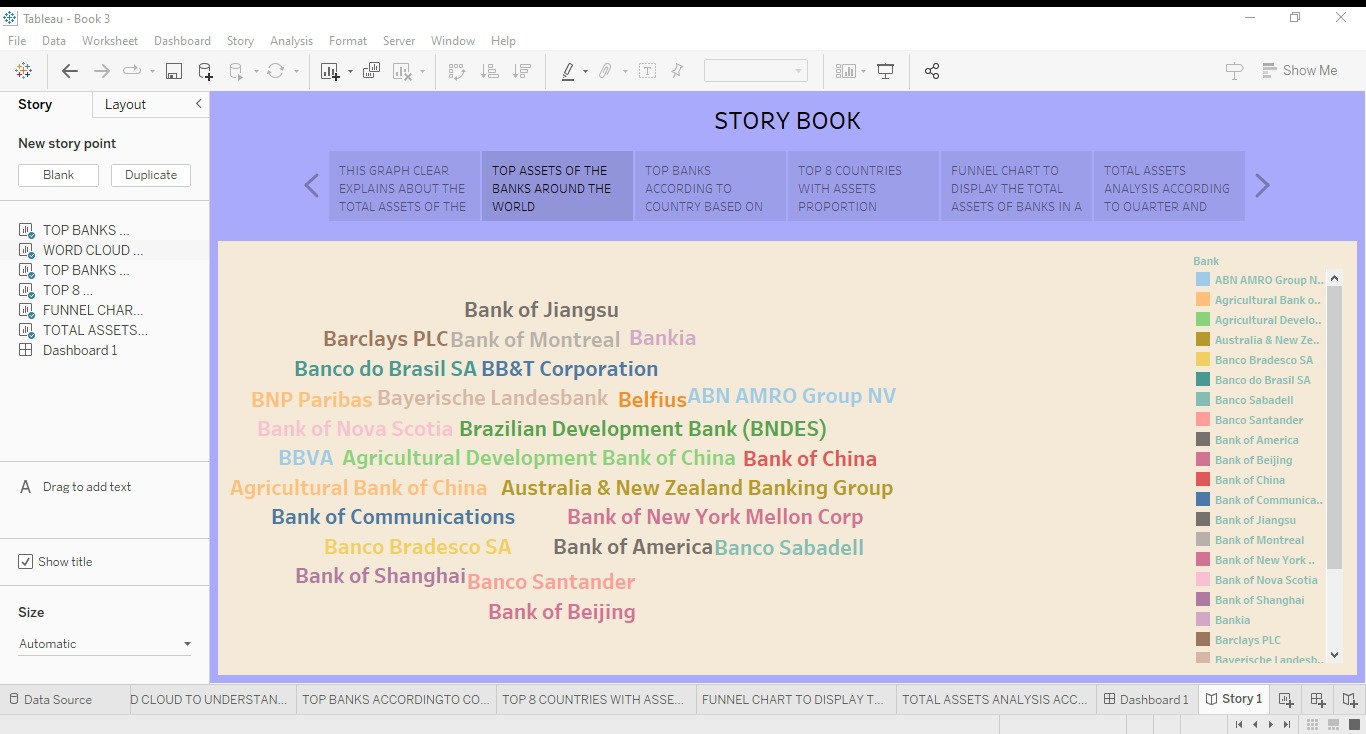 Tableau - Book 3
File Data Worksheet Dashboard Story Analysis Format Server Window Help
Show Me
Story Layout
New story point
Blank Duplicate
TOP BANKS ...
WORD CLOUD ...
TOP BANKS ...
TOP 8 ...
FUNNEL CHAR...
TOTAL ASSETS...
Dashboard 1
A Drag to add text
Show title
Size
Automatic
STORY BOOK
THIS GRAPH CLEAR
EXPLAINS ABOUT THE
TOTAL ASSETS OF THE
TOP ASSETS OF THE
BANKS AROUND THE
WORLD
TOP BANKS
ACCORDING TO
COUNTRY BASED ON
TOP 8 COUNTRIES
WITH ASSETS
PROPORTION
FUNNEL CHART TO
DISPLAY THE TOTAL
ASSETS OF BANKS IN A
TOTAL ASSETS
ANALYSIS ACCORDING
TO QUARTER AND
Bank of Jiangsu
Barclays PLC Bank of Montreal Bankia
Banco do Brasil SA BB&T Corporation
BNP Paribas Bayerische Landesbank Belfius ABN AMRO Group NV
Bank of Nova Scotia Brazilian Development Bank (BNDES)
BBVA Agricultural Development Bank of China Bank of China
Agricultural Bank of China Australia & New Zealand Banking Group
Bank of Communications Bank of New York Mellon Corp
Banco Bradesco SA Bank of America Banco Sabadell
Bank of Shanghai Banco Santander
Bank of Beijing
Bank
ABN AMRO Group N..
Agricultural Bank o..
Agricultural Develo..
Australia & New Ze..
Banco Bradesco SA
Banco do Brasil SA
Banco Sabadell
Banco Santander
Bank of America
Bank of Beijing
Bank of China
Bank of Communica..
Bank of Jiangsu
Bank of Montreal
Bank of New York ..
Bank of Nova Scotia
Bank of Shanghai
Bankia
Barclays PLC
Bayerische Landesb..
Data Source D CLOUD TO UNDERSTAN... TOP BANKS ACCORDINGTO CO... TOP 8 COUNTRIES WITH ASSE... FUNNEL CHART TO DISPLAY T... TOTAL ASSETS ANALYSIS ACC... Dashboard 1 Story 1